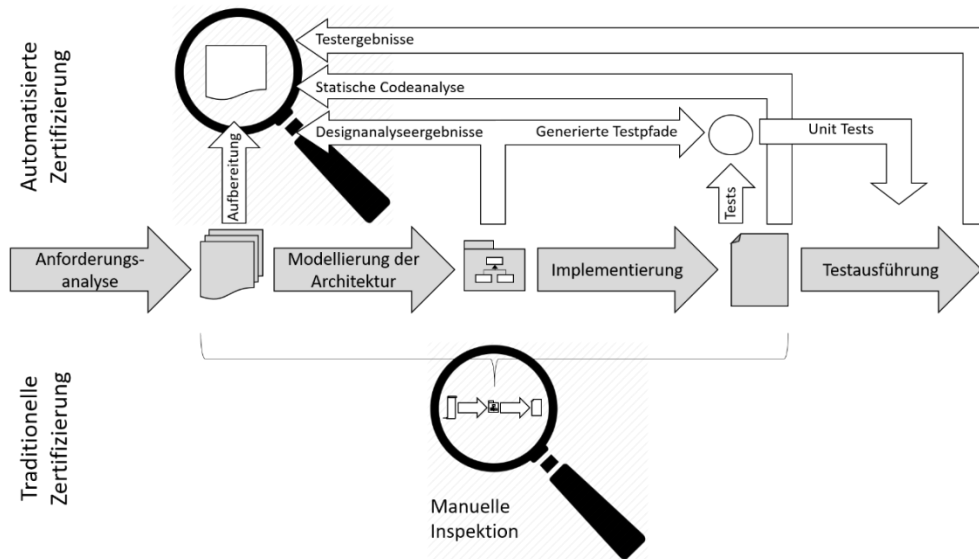 Automatisierte
Zertifizierung
Testergebnisse
Statische Codeanalyse
Designanalyseergebnisse
Generierte Testpfade
Unit Tests
Aufbereitung
Tests
Anforderungs-
analyse
Modellierung der
Architektur
Implementierung
Testausführung
Traditionelle
Zertifizierung
Manuelle
Inspektion